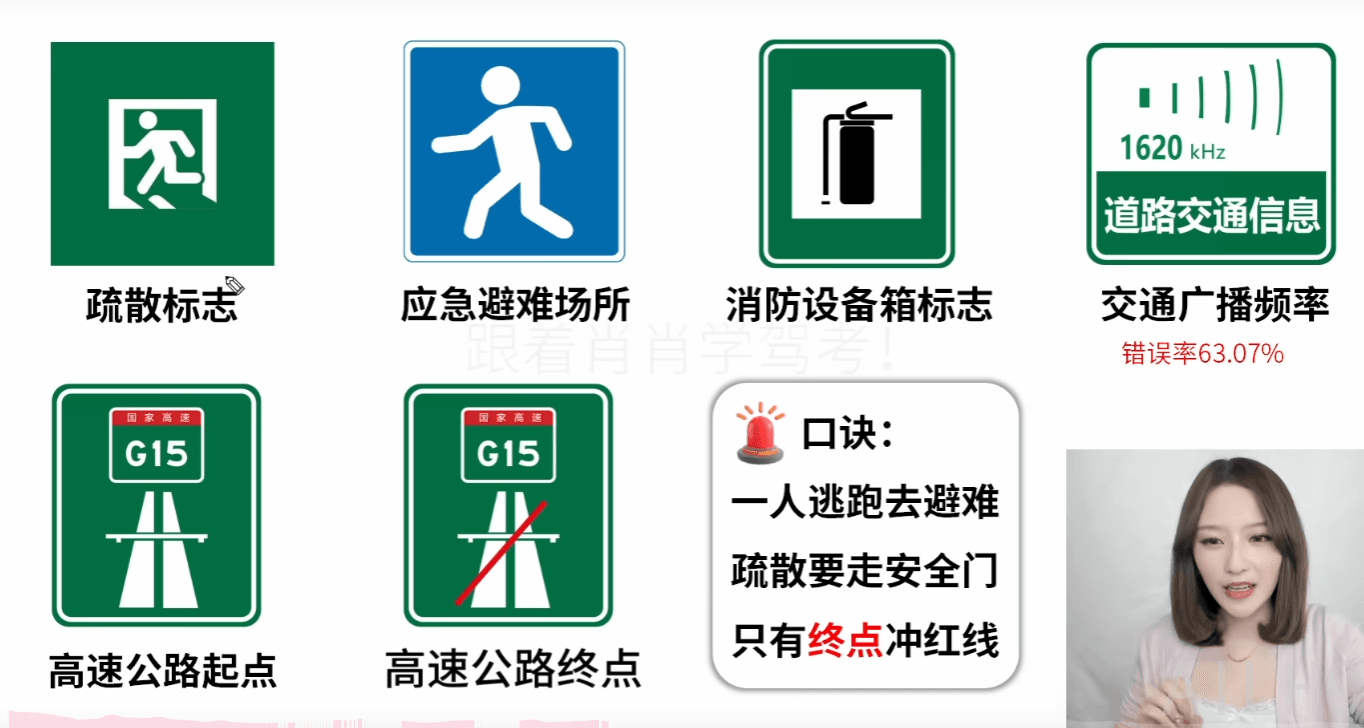 1620 kHz
道路交通信息
疏散标志
应急避难场所
消防设备箱标志
交通广播频率
跟着肖肖学驾考！
错误率63.07%
国家高速
G15
国家高速
G15
高速公路起点
高速公路终点
口诀：
一人逃跑去避难
疏散要走安全门
只有终点冲红线